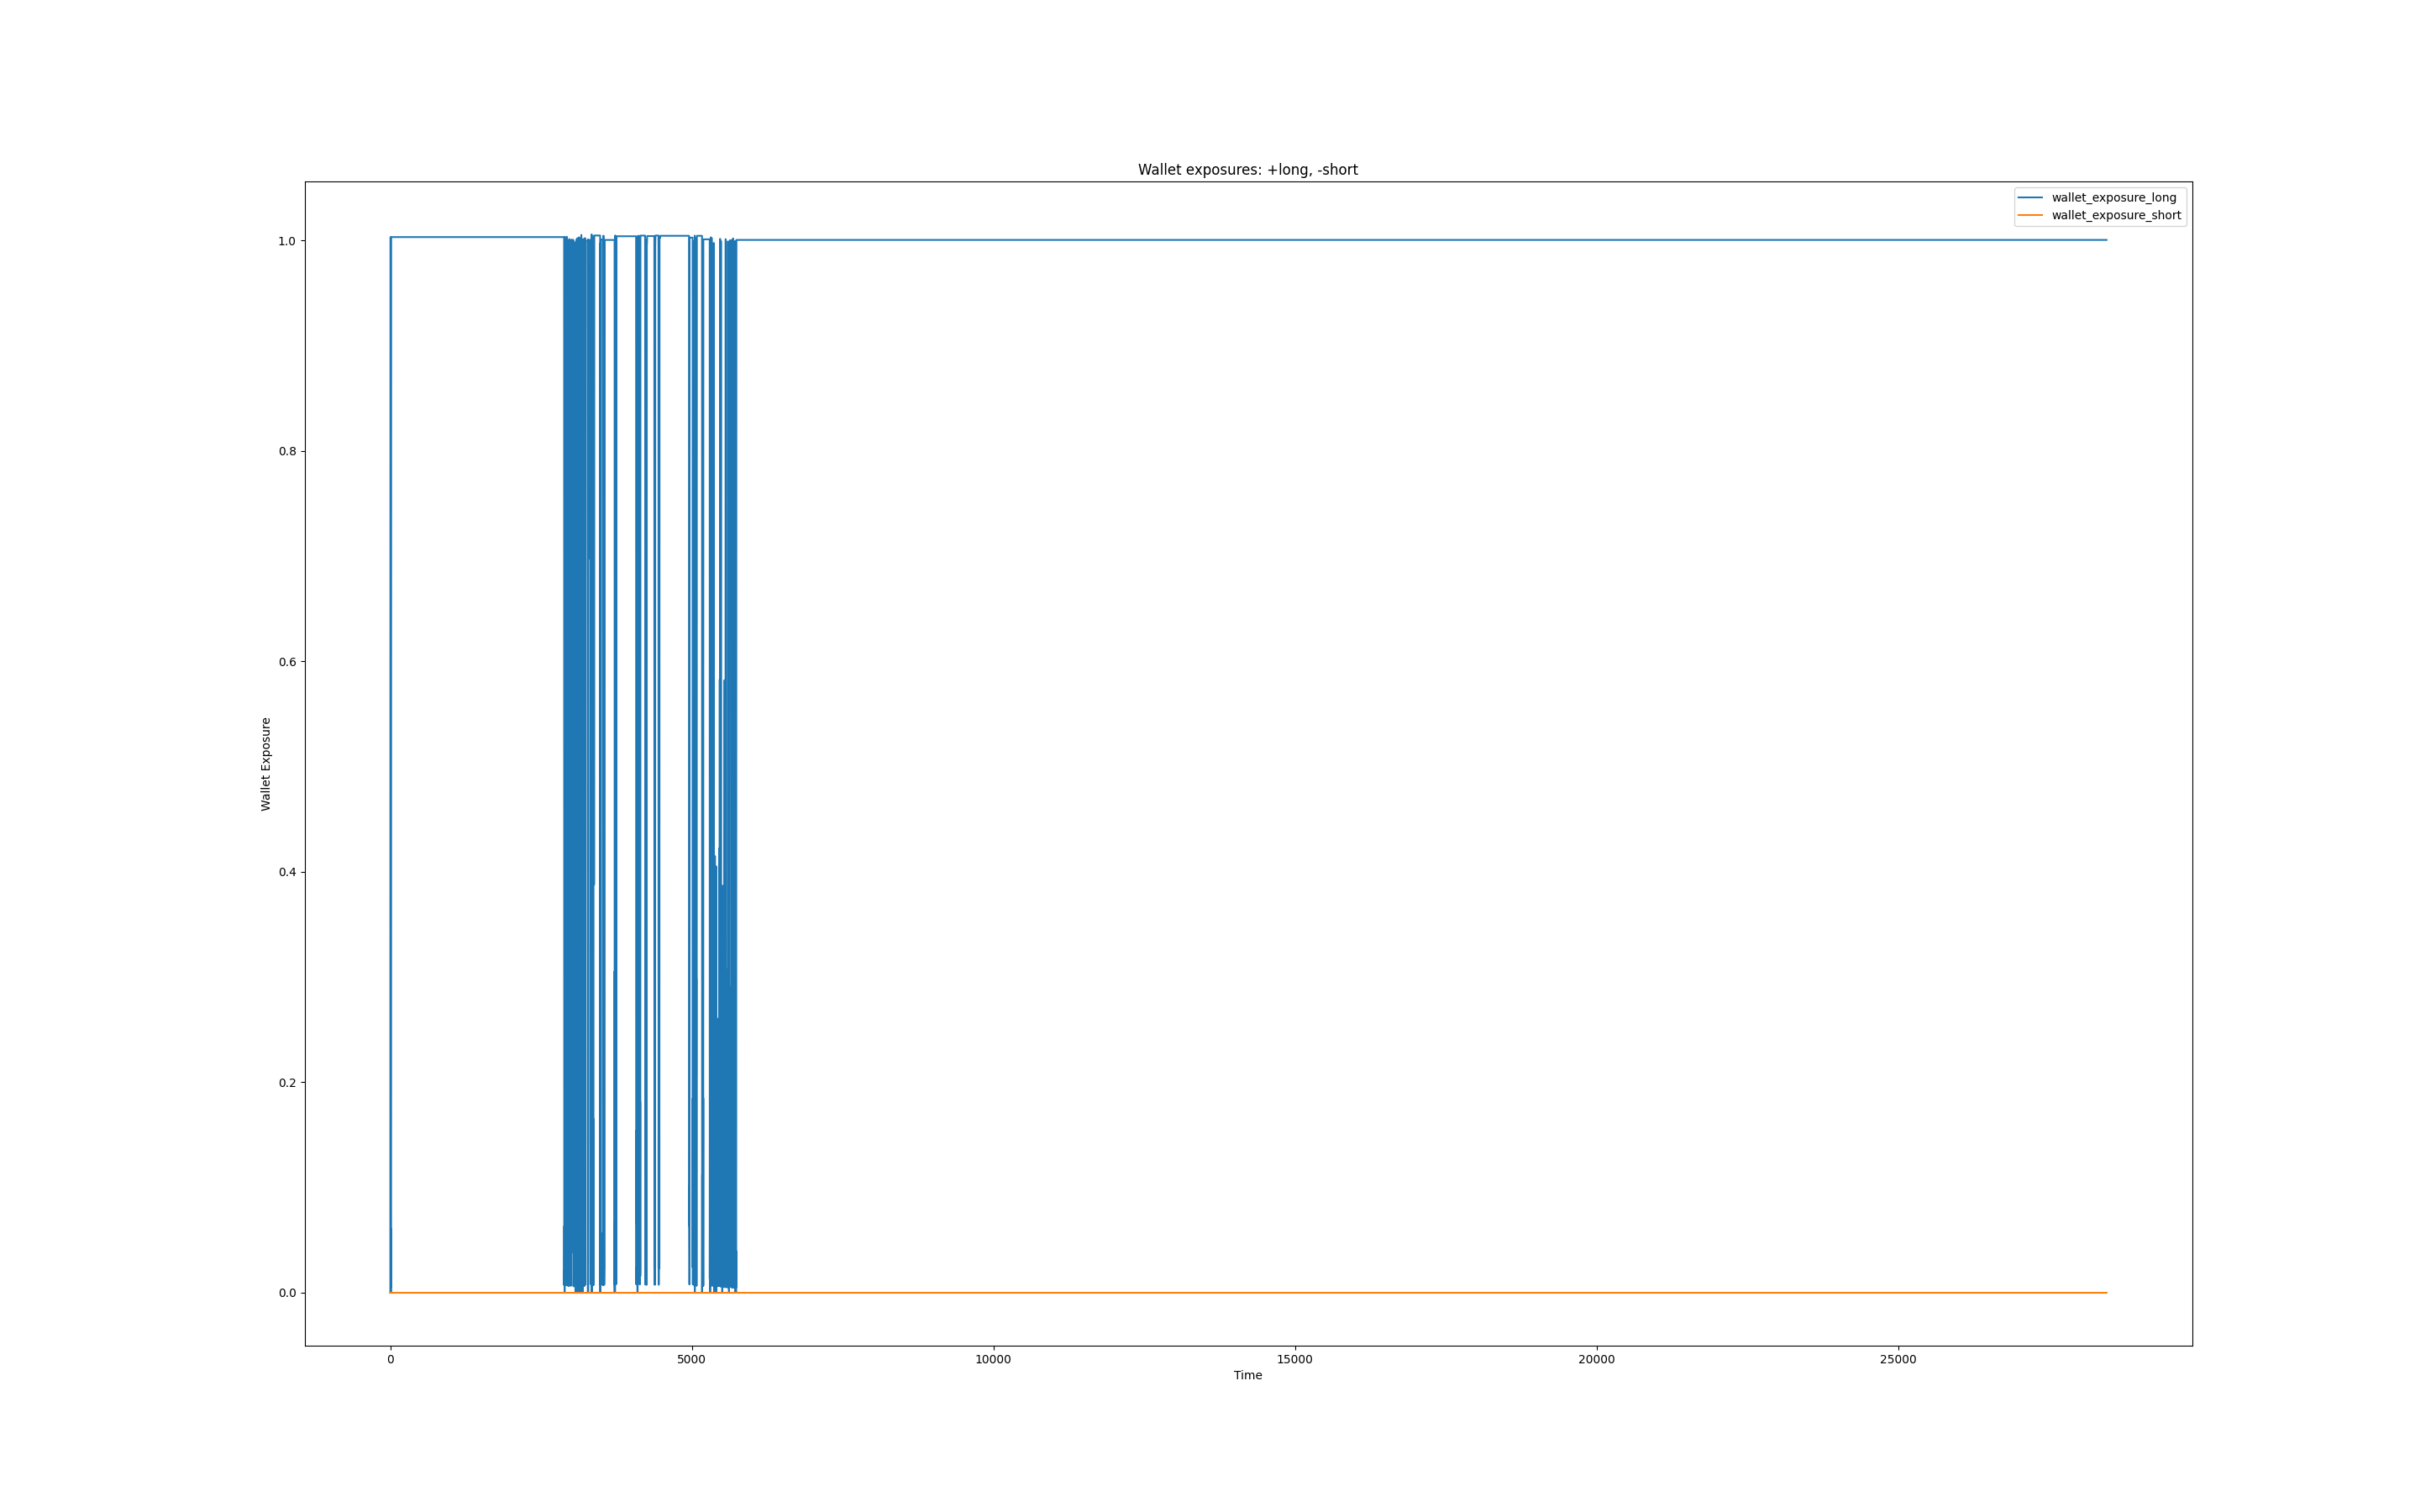 Wallet exposures: +long, -short
wallet_exposure_long
wallet_exposure_short
1.0
0.8
0.6
0.4
0.2
0.0
Wallet Exposure
0
5000
10000
15000
20000
25000
Time